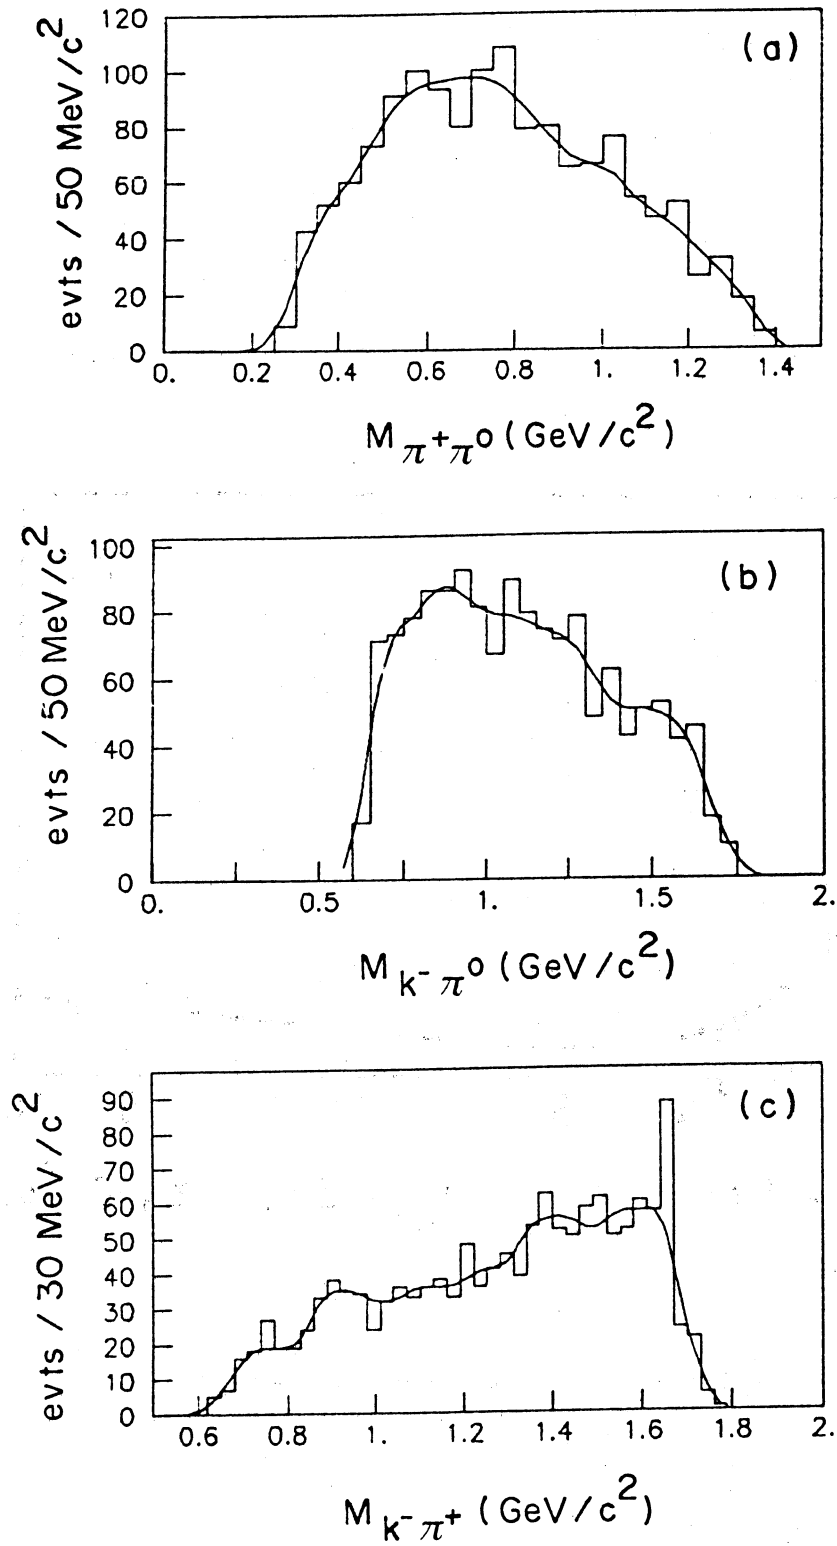 120
100
80
60
40
20
0
evts / 50 MeV/c²
(a)
0. 0.2 0.4 0.6 0.8 1. 1.2 1.4
M π+π0 (GeV/c²)
100
80
60
40
20
0
evts / 50 MeV/c²
(b)
0. 0.5 1. 1.5 2.
M k-π0 (GeV/c²)
90
80
70
60
50
40
30
20
10
0
evts / 30 MeV/c²
(c)
0.6 0.8 1. 1.2 1.4 1.6 1.8 2.
M k-π+ (GeV/c²)